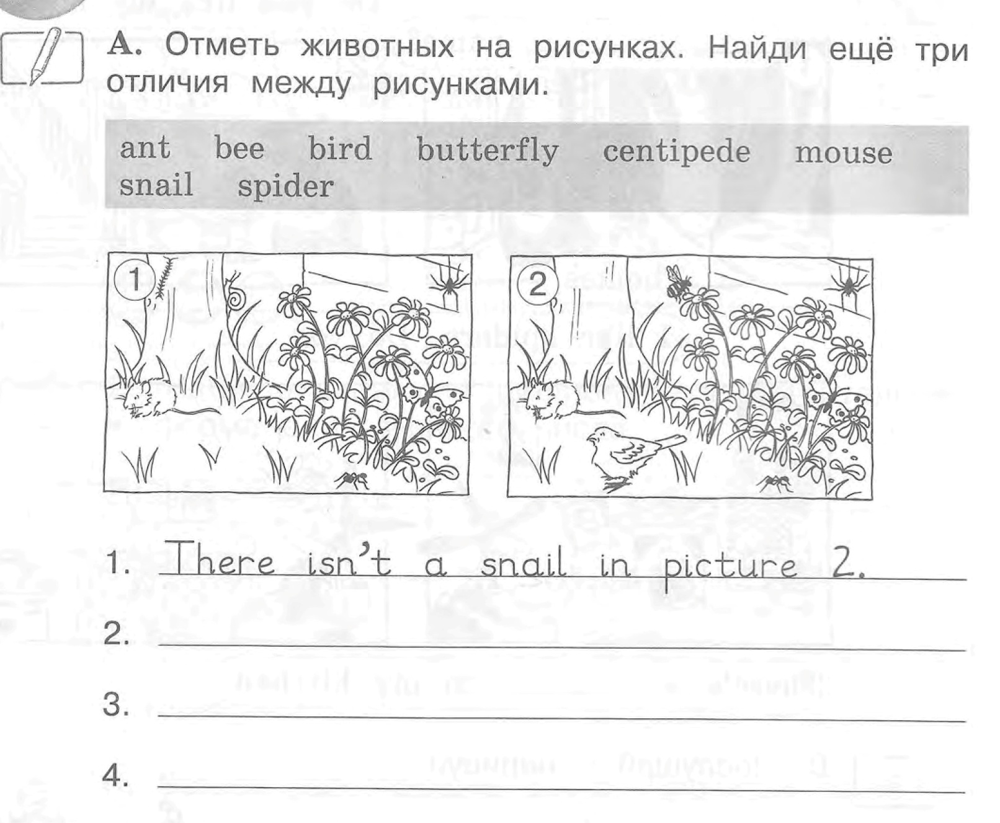 A. Отметь животных на рисунках. Найди ещё три
отличия между рисунками.
ant bee bird butterfly centipede mouse
snail spider
1 2
1. There isn't a snail in picture 2.
2.
3.
4.